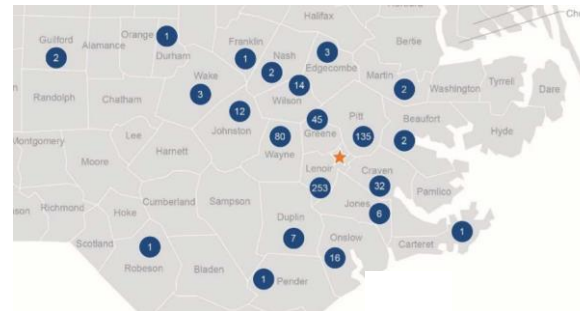 Halifax
Cho
Orange
1
Guilford
2
Alamance
Durham
Franklin
1
Nash
2
3
Edgecombe
Bertie
Martin
2
Washington
Tyrrell
Dare
Wake
3
14
Wilson
Randolph
Chatham
12
Johnston
45
Greene
Pitt
135
Beaufort
2
Hyde
Lee
Harnett
80
Wayne
Montgomery
Moore
Lenoir
253
Craven
32
Pamlico
Cumberland
Sampson
Jones
6
son
Richmond
Hoke
Scotland
Duplin
7
Onslow
16
Carteret
1
1
Robeson
Bladen
1
Pender